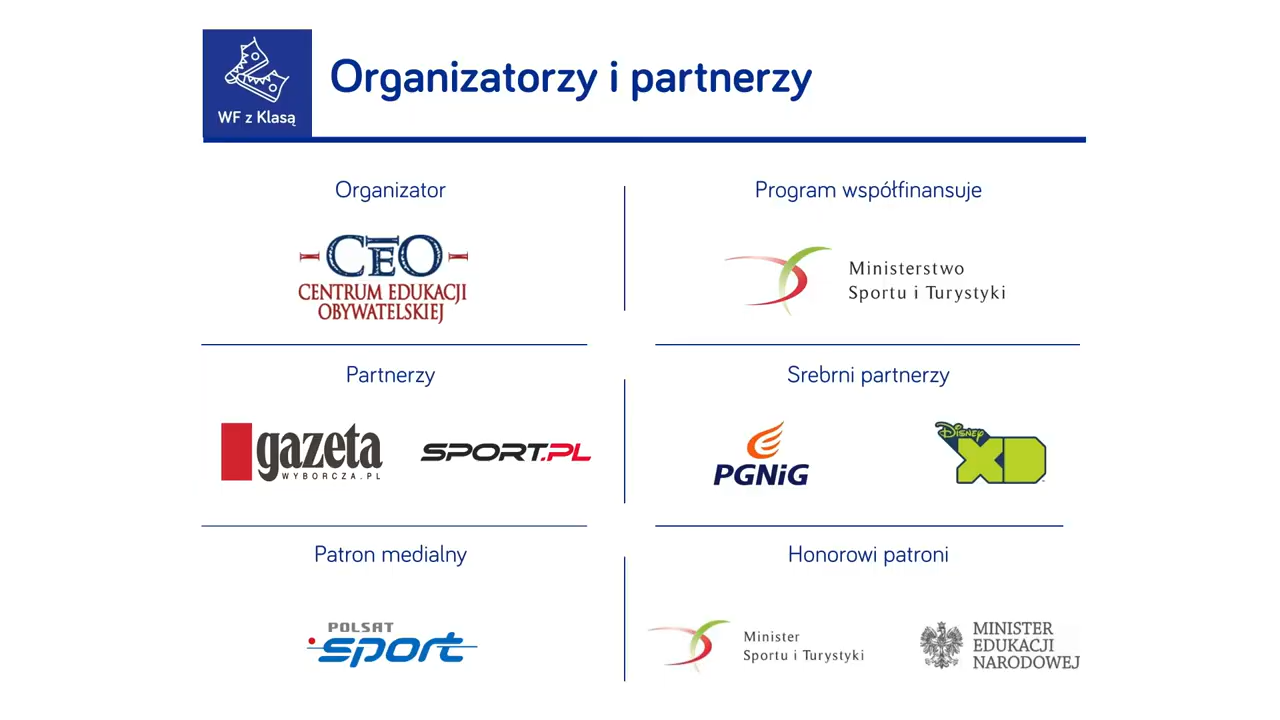 WF z Klasą
Organizatorzy i partnerzy
Organizator
CEO
CENTRUM EDUKACJI
OBYWATELSKIEJ
Program współfinansuje
Ministerstwo
Sportu i Turystyki
Partnerzy
gazeta
WYBORCZA.PL
SPORT.PL
Srebrni partnerzy
PGNiG
Disney
XD
Patron medialny
POLSAT
sport
Honorowi patroni
Minister
Sportu i Turystyki
MINISTER
EDUKACJI
NARODOWEJ